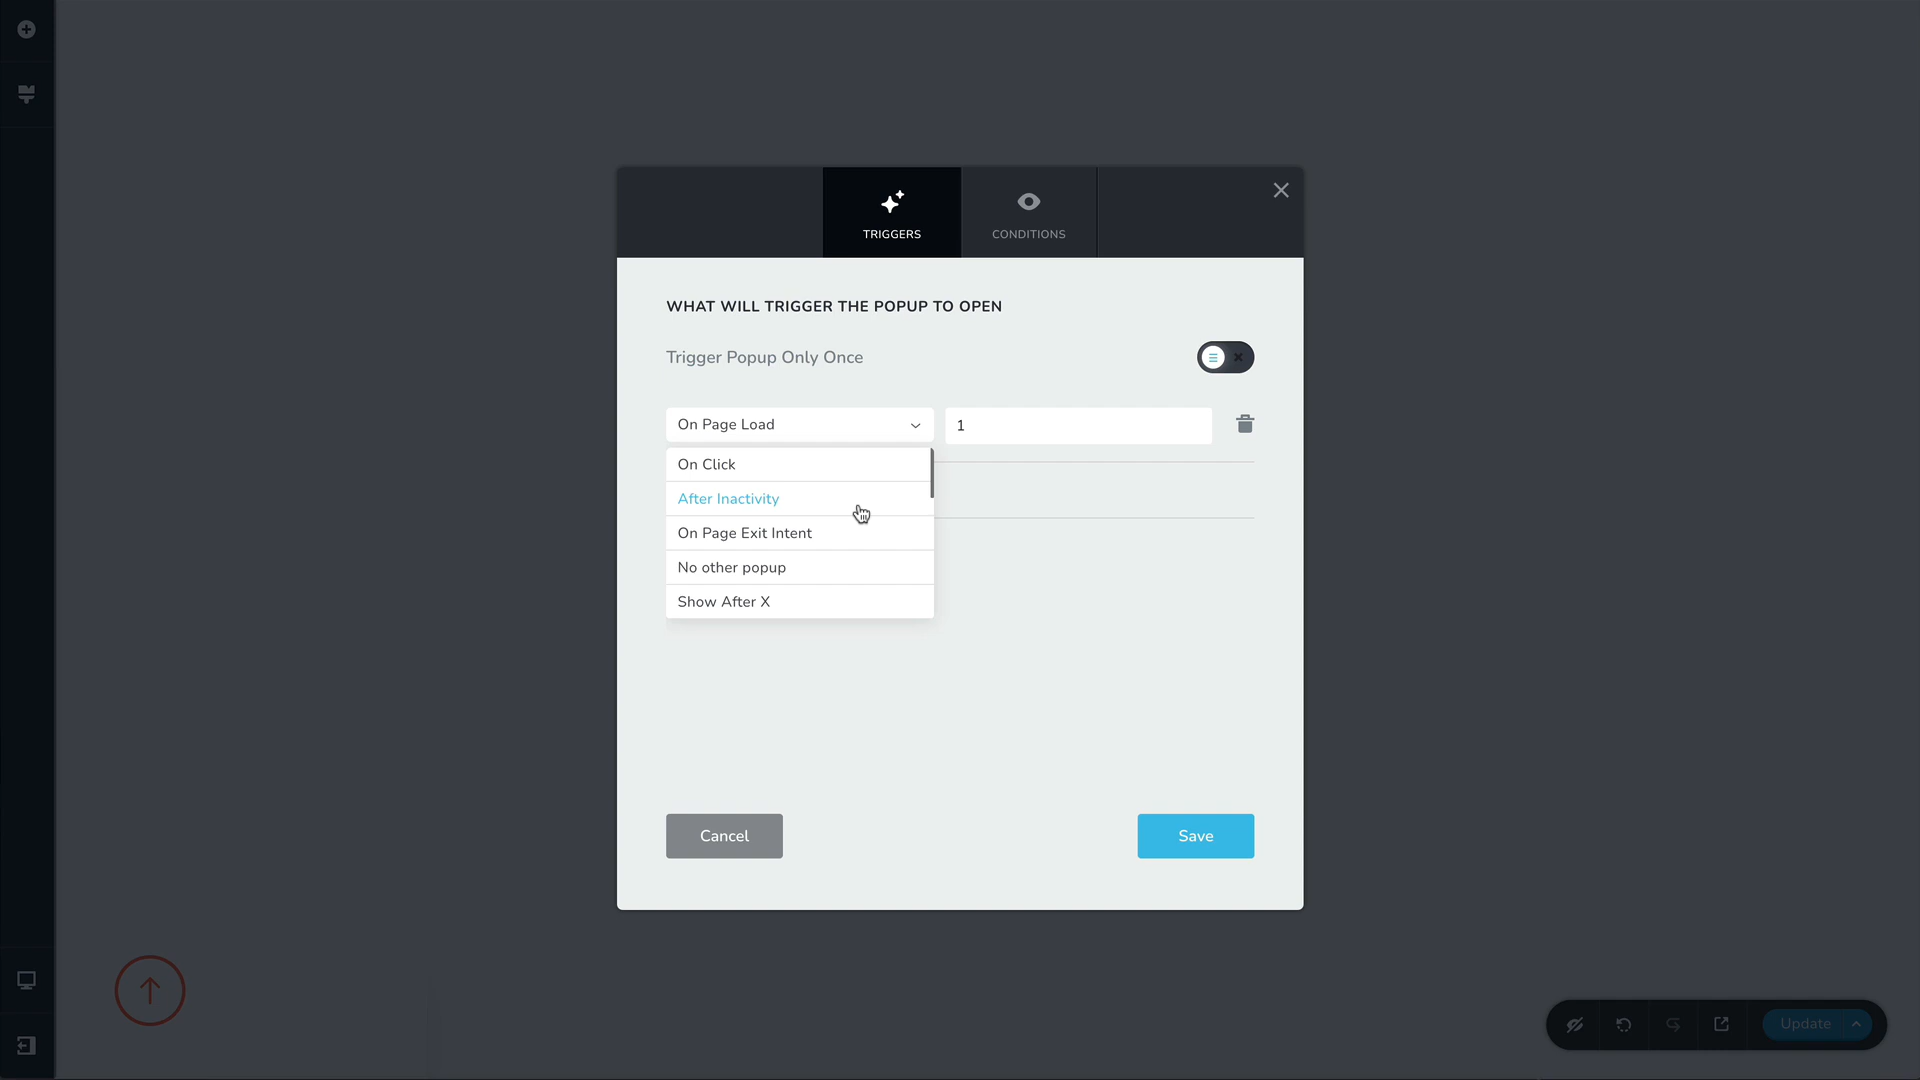 TRIGGERS
CONDITIONS
WHAT WILL TRIGGER THE POPUP TO OPEN
Trigger Popup Only Once
On Page Load
1
On Click
After Inactivity
On Page Exit Intent
No other popup
Show After X
Cancel
Save
Update